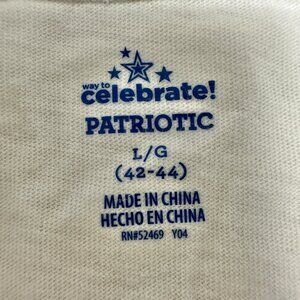 way to
celebrate!
PATRIOTIC
L/G
(42-44)
MADE IN CHINA
HECHO EN CHINA
RN#52469 Y04